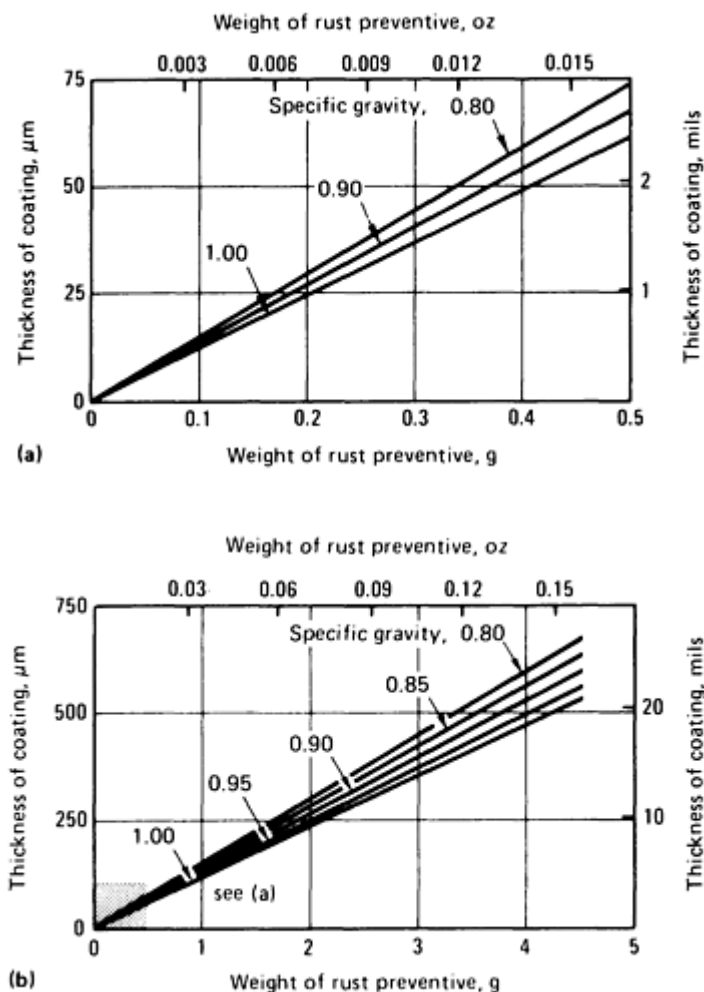 Weight of rust preventive, oz
0.003 0.006 0.009 0.012 0.015
75
Specific gravity, 0.80
0.90
1.00
50
25
0
2
1
Thickness of coating, μm
Thickness of coating, mils
0 0.1 0.2 0.3 0.4 0.5
(a) Weight of rust preventive, g
Weight of rust preventive, oz
0.03 0.06 0.09 0.12 0.15
750
Specific gravity, 0.80
0.85
0.90
0.95
1.00
see (a)
500
250
0
20
10
Thickness of coating, μm
Thickness of coating, mils
0 1 2 3 4 5
(b) Weight of rust preventive, g